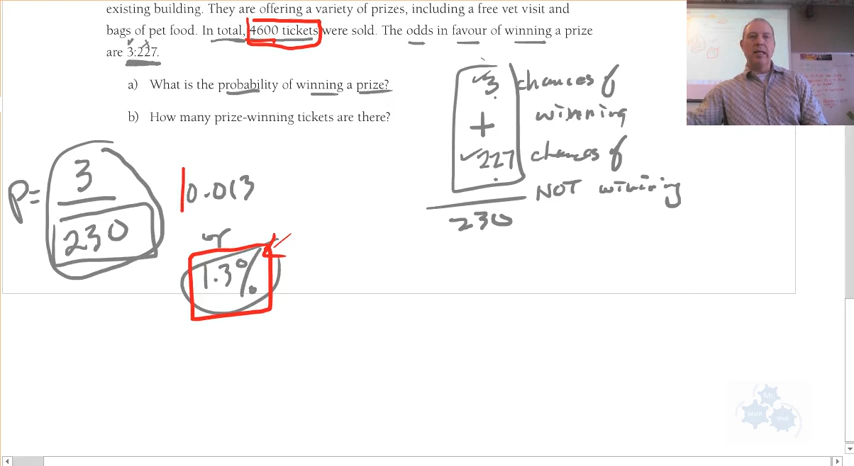 existing building. They are offering a variety of prizes, including a free vet visit and
bags of pet food. In total, 4600 tickets were sold. The odds in favour of winning a prize
are 3:227.
a) What is the probability of winning a prize?
b) How many prize-winning tickets are there?
3 chances of
winning
+
227 chances of
NOT winning
230
P= 3
230
0.013
or
1.3%